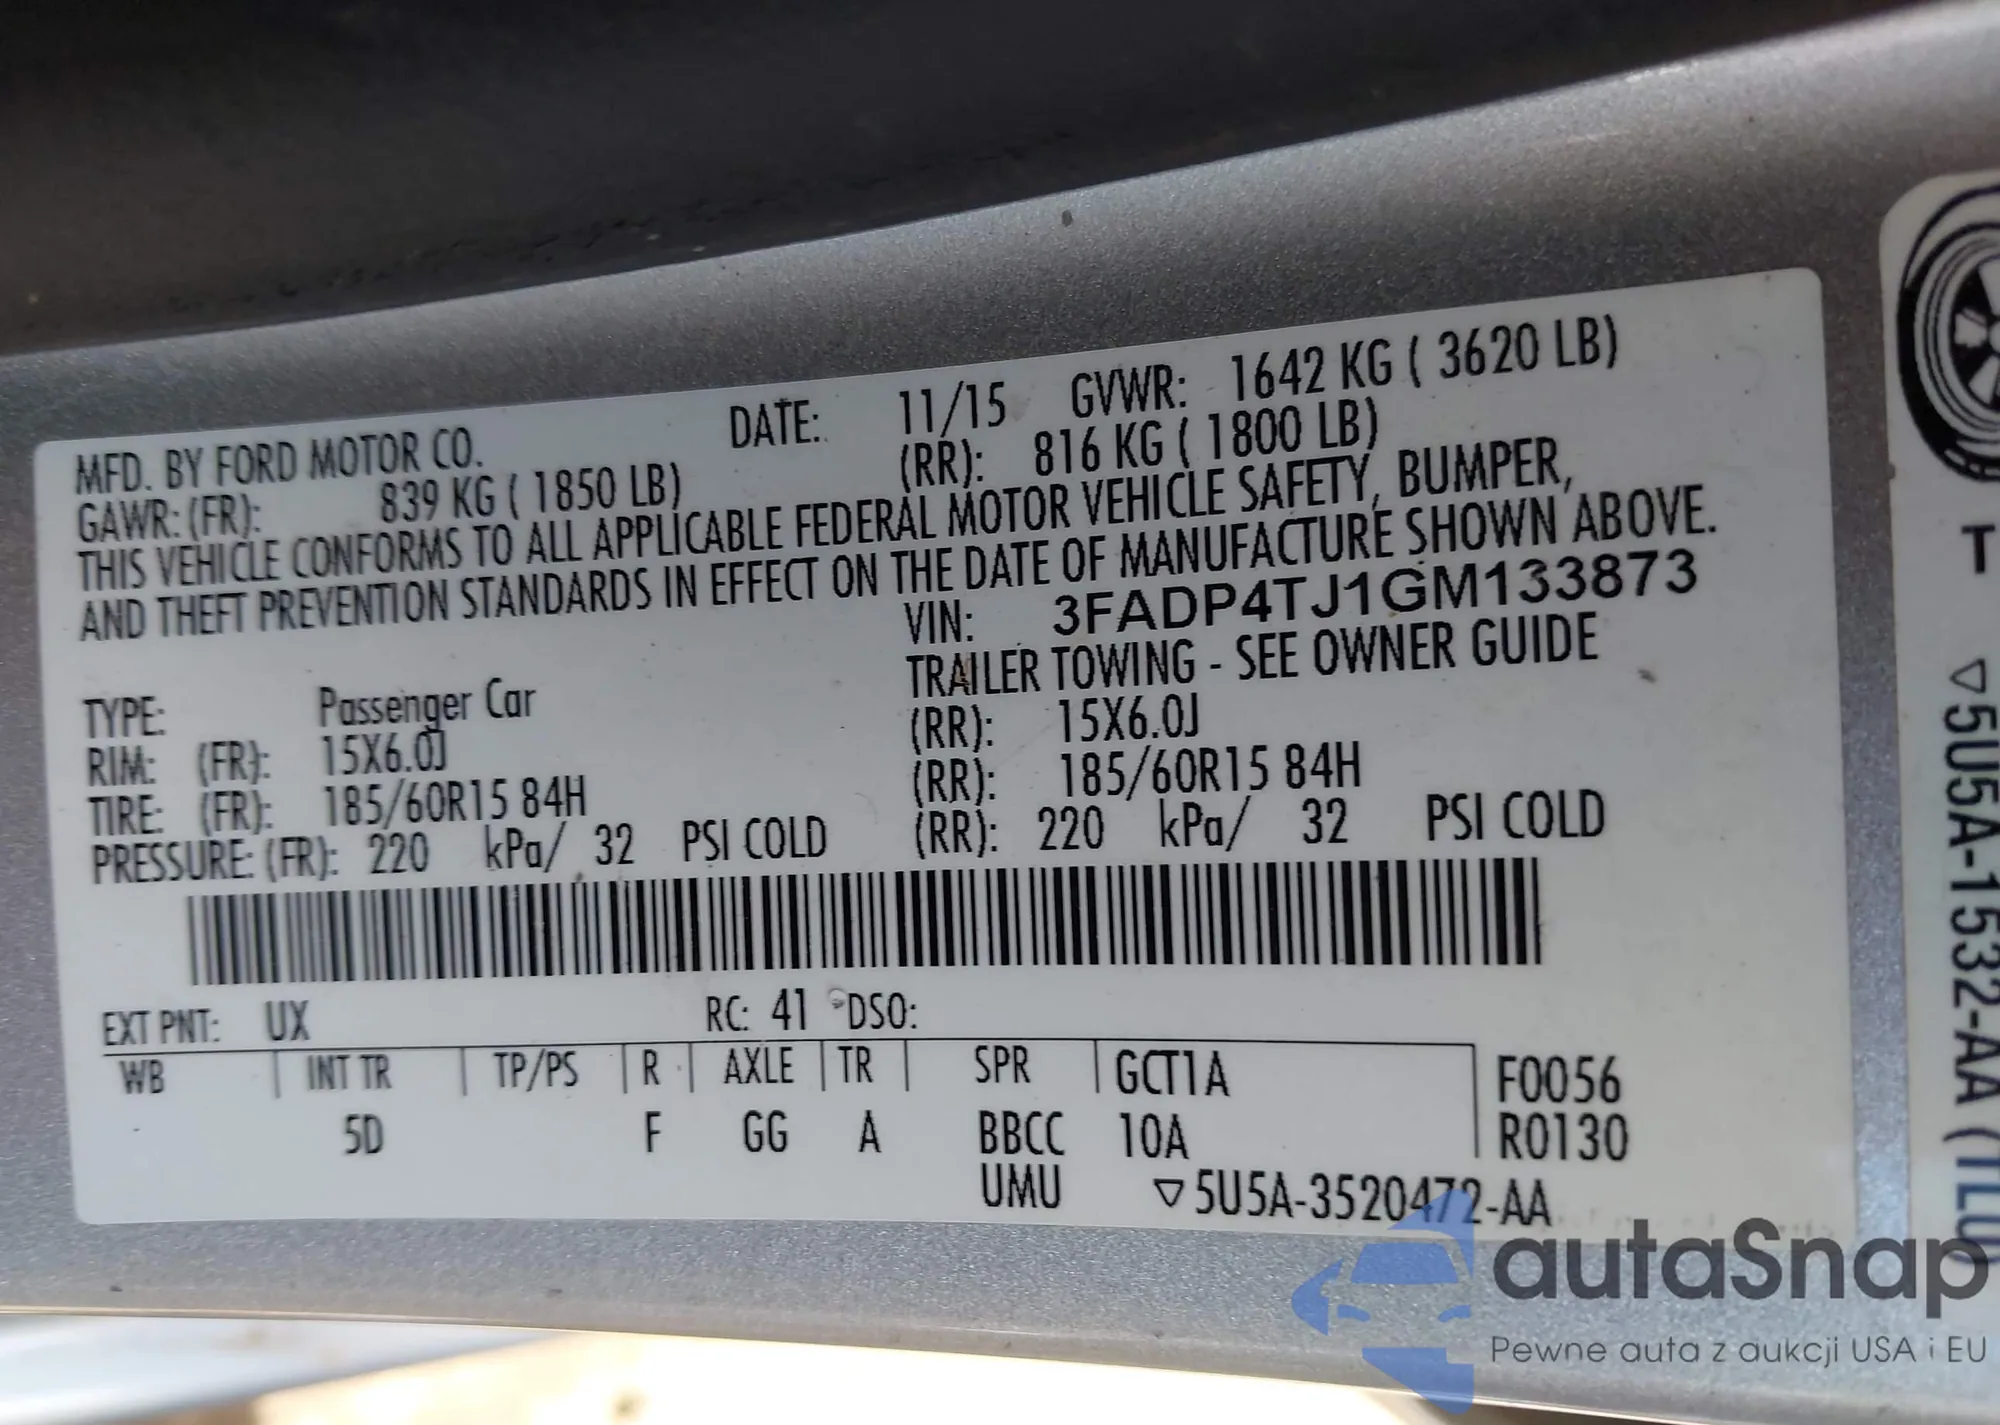 MFD. BY FORD MOTOR CO. DATE: 11/15 GVWR: 1642 KG ( 3620 LB)
GAWR: (FR): 839 KG ( 1850 LB) (RR): 816 KG ( 1800 LB)
THIS VEHICLE CONFORMS TO ALL APPLICABLE FEDERAL MOTOR VEHICLE SAFETY, BUMPER,
AND THEFT PREVENTION STANDARDS IN EFFECT ON THE DATE OF MANUFACTURE SHOWN ABOVE.
VIN: 3FADP4TJ1GM133873
TYPE: Passenger Car TRAILER TOWING - SEE OWNER GUIDE
RIM: (FR): 15X6.0J (RR): 15X6.0J
TIRE: (FR): 185/60R15 84H (RR): 185/60R15 84H
PRESSURE: (FR): 220 kPa/ 32 PSI COLD (RR): 220 kPa/ 32 PSI COLD
EXT PNT: UX RC: 41 DSO:
WB INT TR TP/PS R AXLE TR SPR GCT1A F0056
5D F GG A BBCC 10A R0130
UMU ▽5U5A-3520472-AA
T
▽5U5A-1532-AA (TLU)
autaSnap
Pewne auta z aukcji USA i EU